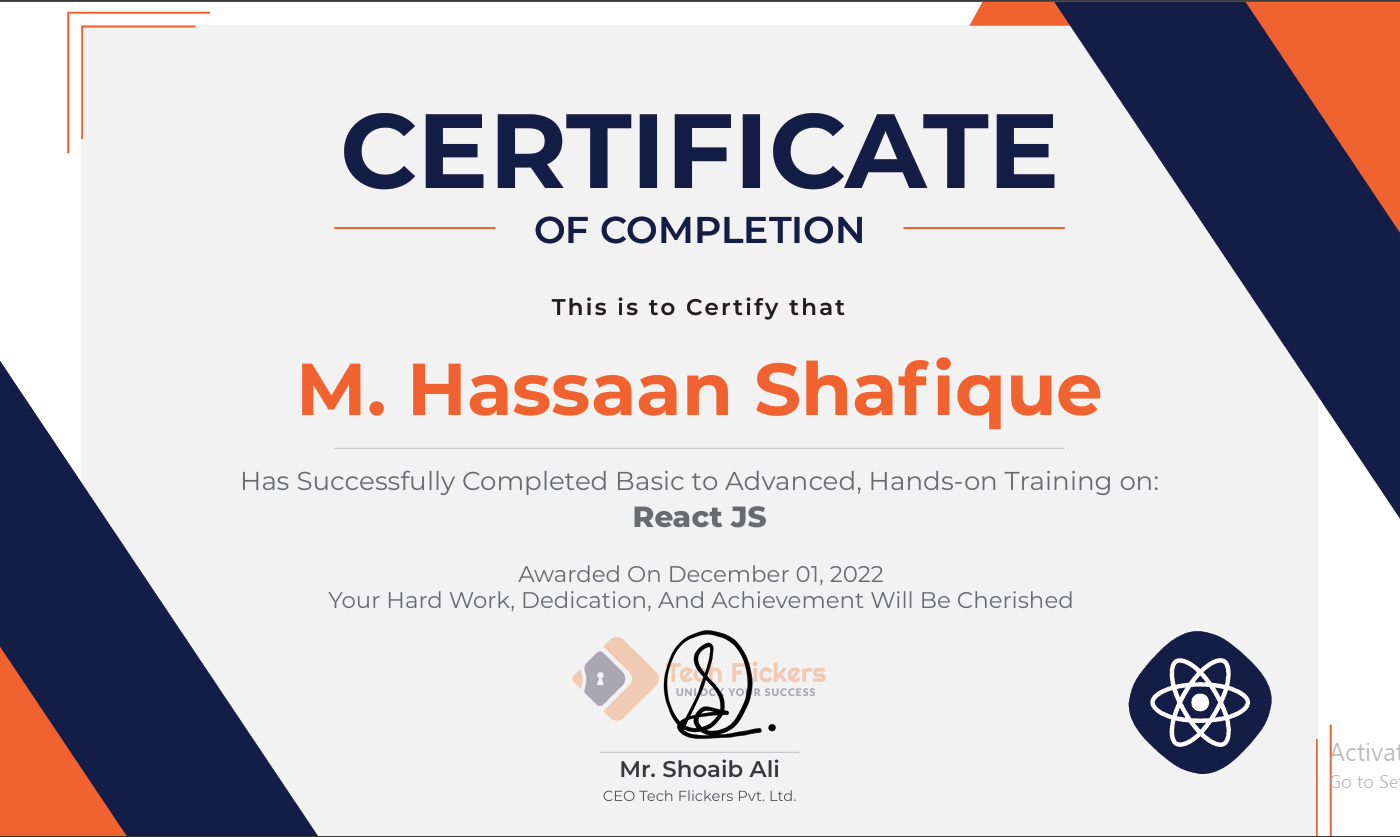 CERTIFICATE
OF COMPLETION
This is to Certify that
M. Hassaan Shafique
Has Successfully Completed Basic to Advanced, Hands-on Training on:
React JS
Awarded On December 01, 2022
Your Hard Work, Dedication, And Achievement Will Be Cherished
Tech Flickers
UNLOCK YOUR SUCCESS
Mr. Shoaib Ali
CEO Tech Flickers Pvt. Ltd.
Activat
Go to Se